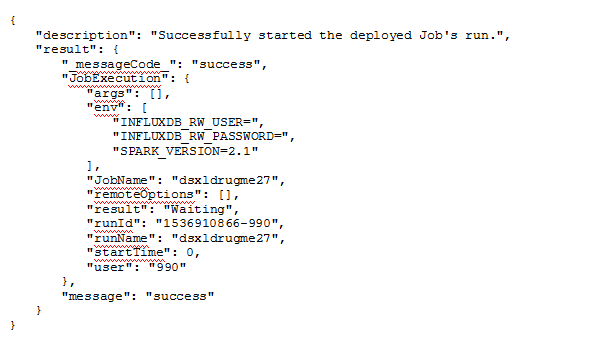 {
"description": "Successfully started the deployed Job's run.",
"result": {
"_messageCode_": "success",
"JobExecution": {
"args": [],
"env": [
"INFLUXDB_RW_USER=",
"INFLUXDB_RW_PASSWORD=",
"SPARK_VERSION=2.1"
],
"JobName": "dsxldrugme27",
"remoteOptions": [],
"result": "Waiting",
"runId": "1536910866-990",
"runName": "dsxldrugme27",
"startTime": 0,
"user": "990"
},
"message": "success"
}
}